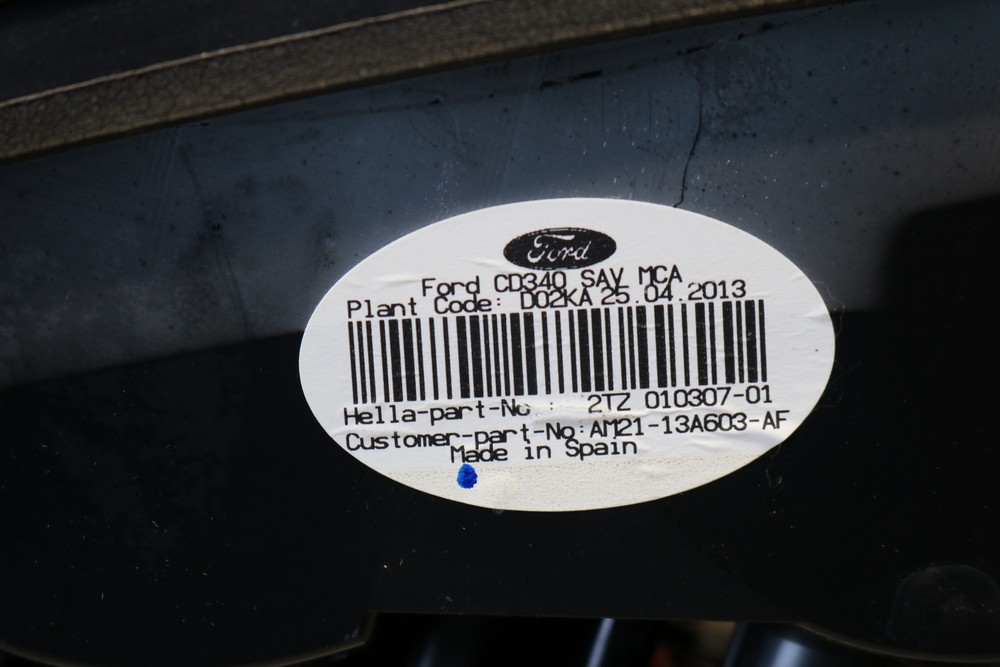 Ford
Ford CD340 SAV MCA
Plant Code: D02KA 25.04.2013
Hella-part-No.: 2TZ 010307-01
Customer-part-No:AM21-13A603-AF
Made in Spain